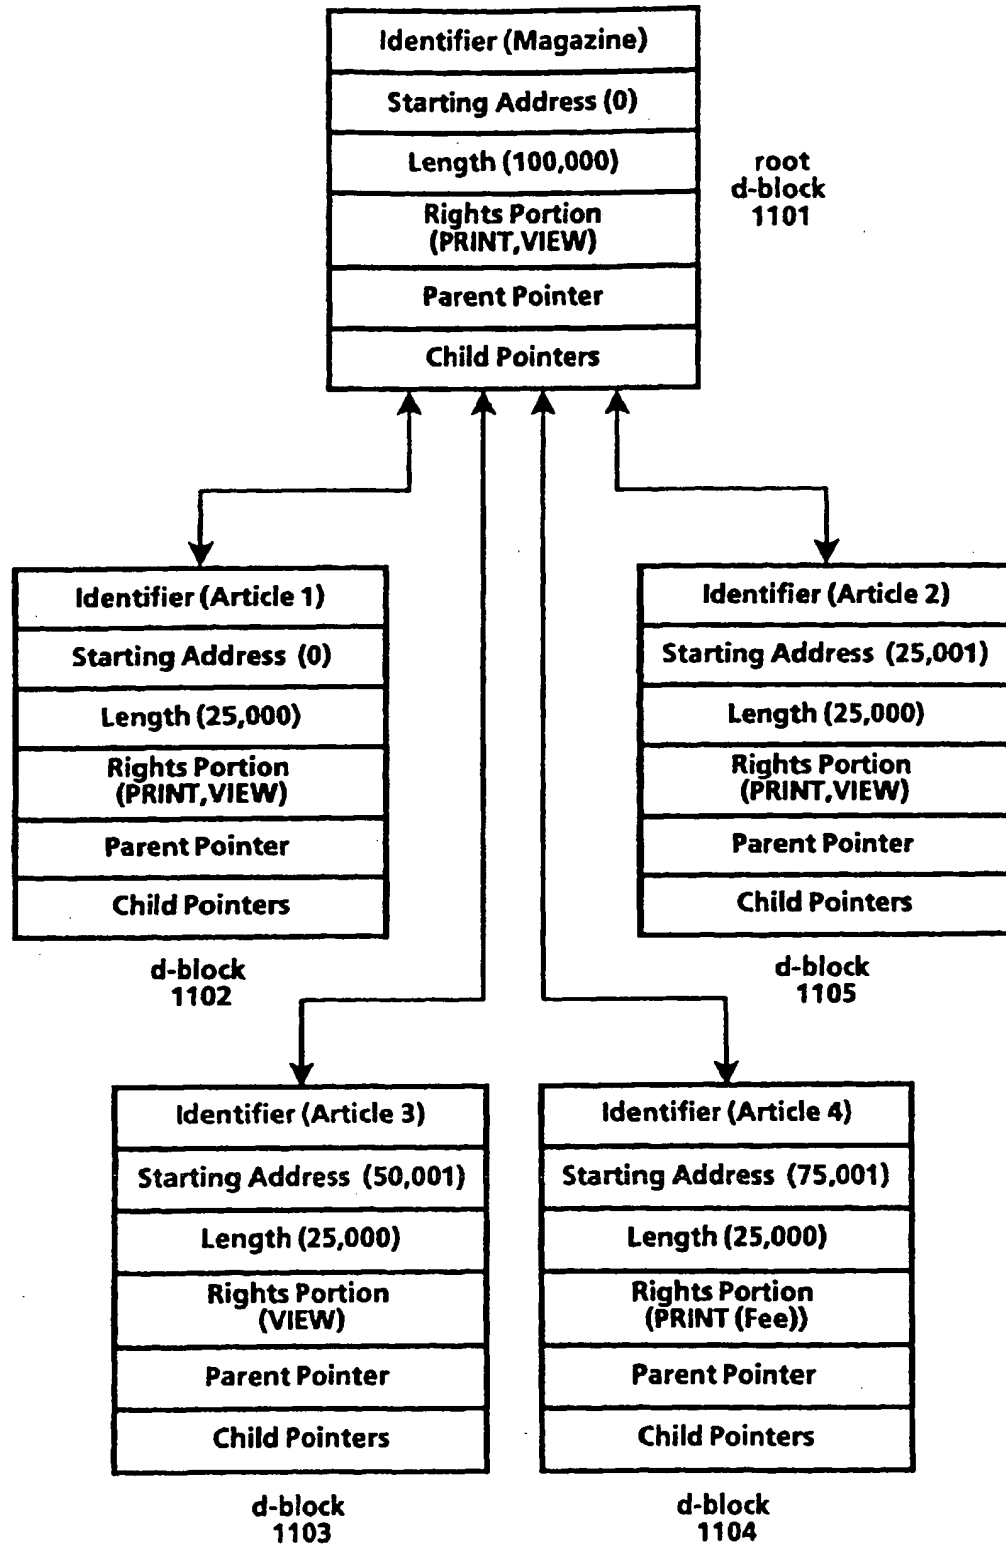 Identifier (Magazine)
Starting Address (0)
Length (100,000)
Rights Portion
(PRINT,VIEW)
Parent Pointer
Child Pointers
root
d-block
1101
Identifier (Article 1)
Starting Address (0)
Length (25,000)
Rights Portion
(PRINT,VIEW)
Parent Pointer
Child Pointers
d-block
1102
Identifier (Article 2)
Starting Address (25,001)
Length (25,000)
Rights Portion
(PRINT,VIEW)
Parent Pointer
Child Pointers
d-block
1105
Identifier (Article 3)
Starting Address (50,001)
Length (25,000)
Rights Portion
(VIEW)
Parent Pointer
Child Pointers
d-block
1103
Identifier (Article 4)
Starting Address (75,001)
Length (25,000)
Rights Portion
(PRINT (Fee))
Parent Pointer
Child Pointers
d-block
1104